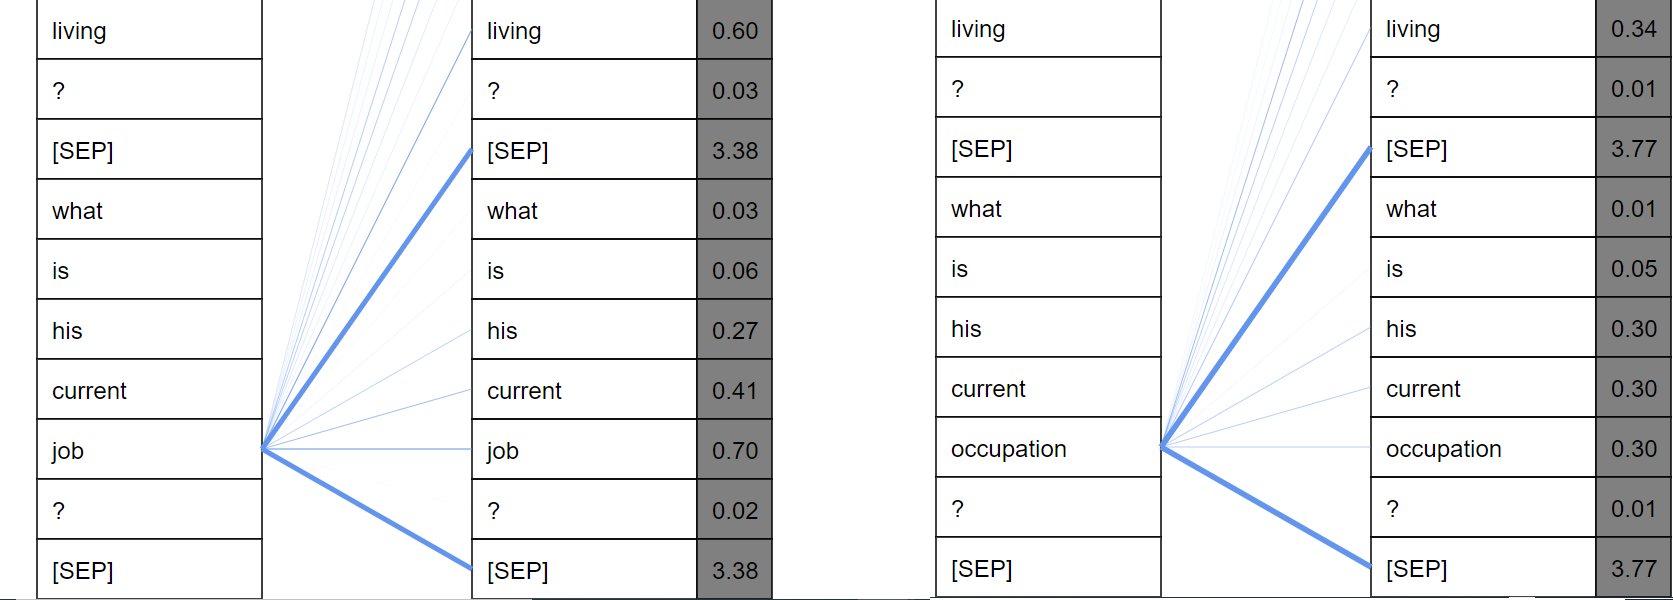 living living 0.60
? ? 0.03
[SEP] [SEP] 3.38
what what 0.03
is is 0.06
his his 0.27
current current 0.41
job job 0.70
? ? 0.02
[SEP] [SEP] 3.38
living living 0.34
? ? 0.01
[SEP] [SEP] 3.77
what what 0.01
is is 0.05
his his 0.30
current current 0.30
occupation occupation 0.30
? ? 0.01
[SEP] [SEP] 3.77